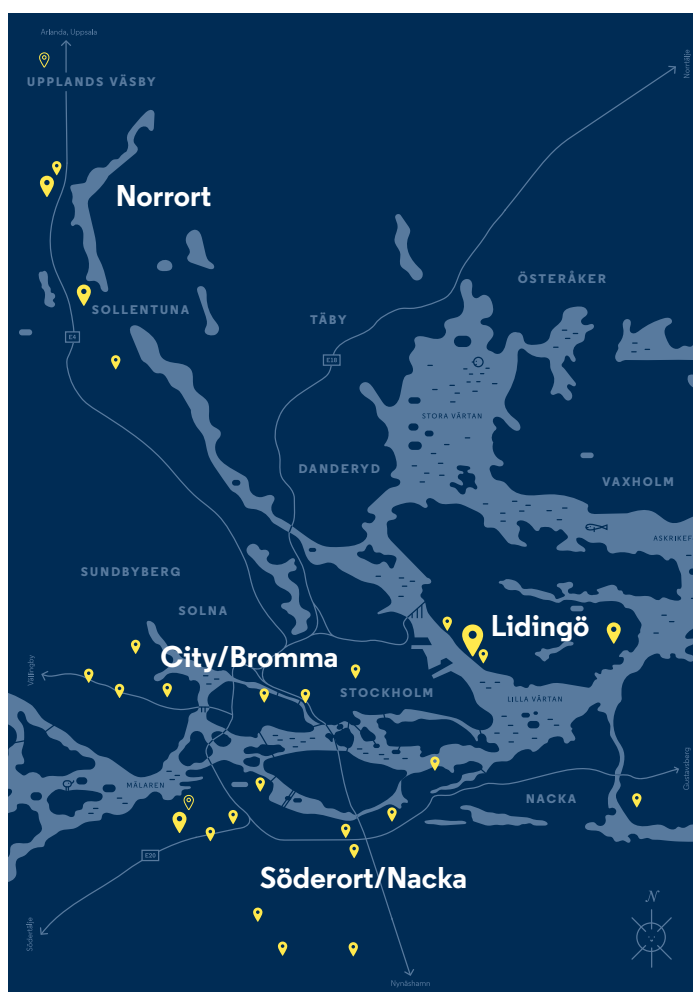 Arlanda, Uppsala
Norrtälje
UPPLANDS VÄSBY
Norrort
ÖSTERÅKER
SOLLENTUNA
TÄBY
E4
E18
STORA VÄRTAN
DANDERYD
VAXHOLM
ASKRIKEF
SUNDBYBERG
SOLNA
Lidingö
City/Bromma
Vällingby
STOCKHOLM
LILLA VÄRTAN
Gustavsberg
MÄLAREN
NACKA
E20
Söderort/Nacka
N
Södertälje
Nynäshamn